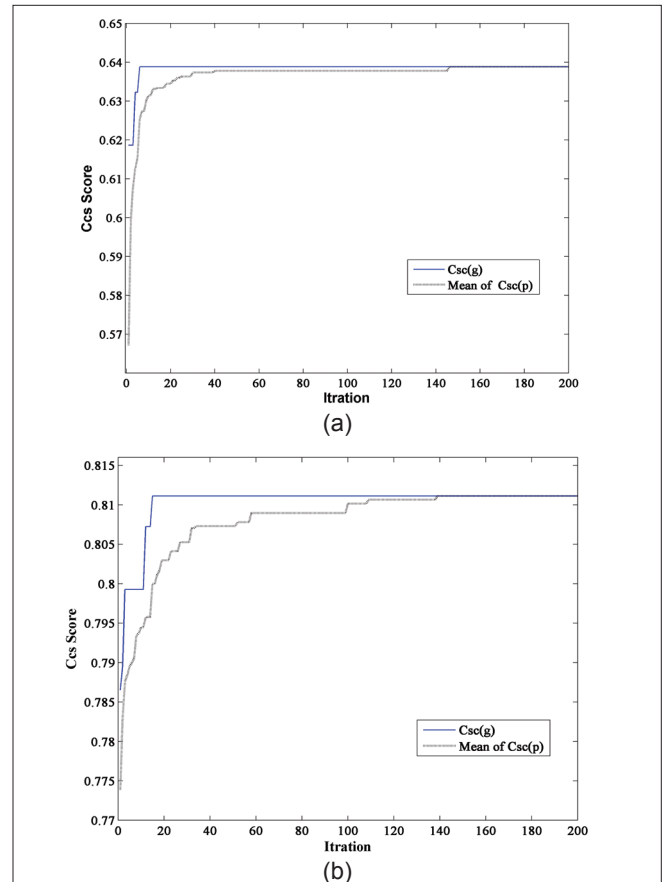 0.65
0.64
0.63
0.62
0.61
0.6
0.59
0.58
0.57
Ccs Score
Csc(g)
Mean of Csc(p)
0 20 40 60 80 100 120 140 160 180 200
Itration
(a)
0.815
0.81
0.805
0.8
0.795
0.79
0.785
0.78
0.775
0.77
Ccs Score
Csc(g)
Mean of Csc(p)
0 20 40 60 80 100 120 140 160 180 200
Itration
(b)